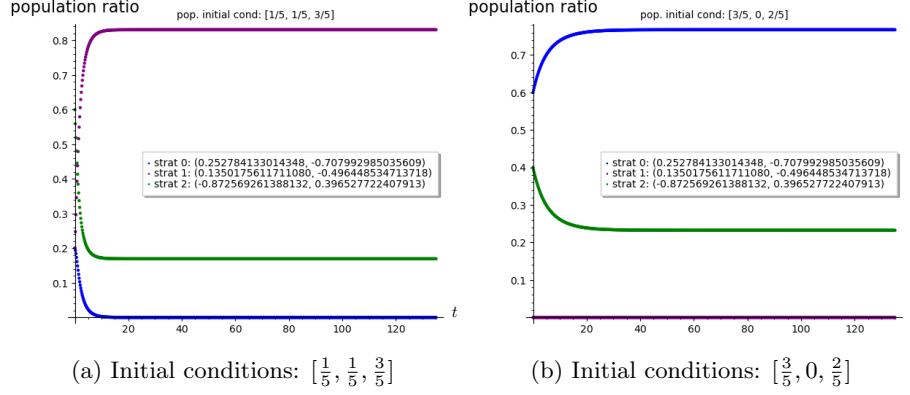 population ratio
pop. initial cond: [1/5, 1/5, 3/5]
0.8
0.7
0.6
0.5
0.4
0.3
0.2
0.1
strat 0: (0.252784133014348, -0.707992985035609)
strat 1: (0.1350175611711080, -0.496448534713718)
strat 2: (-0.872569261388132, 0.396527722407913)
20 40 60 80 100 120
t
(a) Initial conditions: [1/5, 1/5, 3/5]
population ratio
pop. initial cond: [3/5, 0, 2/5]
0.7
0.6
0.5
0.4
0.3
0.2
0.1
strat 0: (0.252784133014348, -0.707992985035609)
strat 1: (0.1350175611711080, -0.496448534713718)
strat 2: (-0.872569261388132, 0.396527722407913)
20 40 60 80 100 120
(b) Initial conditions: [3/5, 0, 2/5]